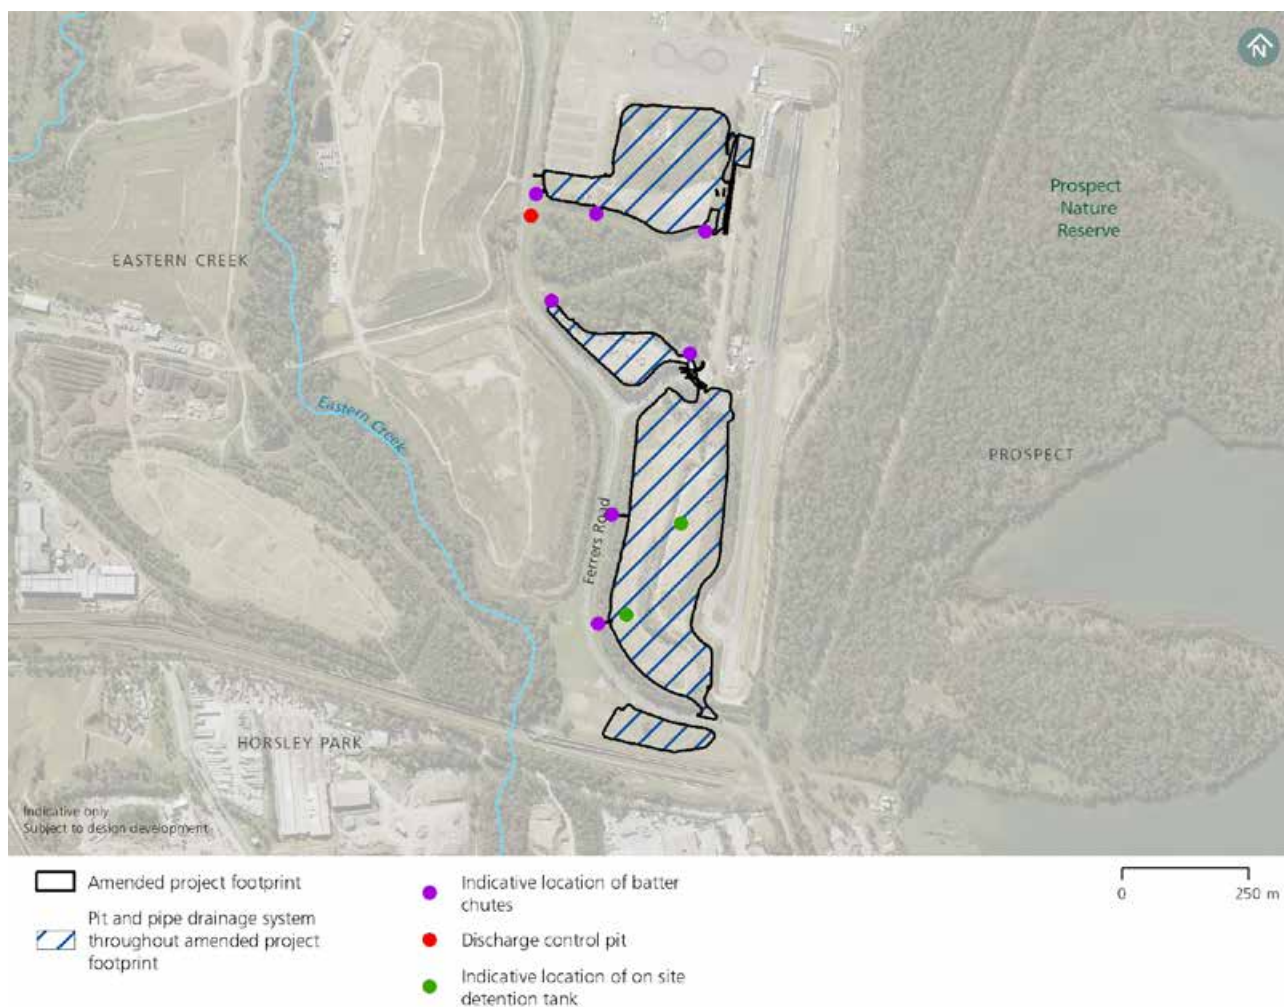 N
Prospect
Nature
Reserve
EASTERN CREEK
Eastern Creek
PROSPECT
Ferrers Road
HORSLEY PARK
Indicative only
Subject to design development
Amended project footprint
Pit and pipe drainage system
throughout amended project
footprint
Indicative location of batter
chutes
Discharge control pit
Indicative location of on site
detention tank
0 250 m